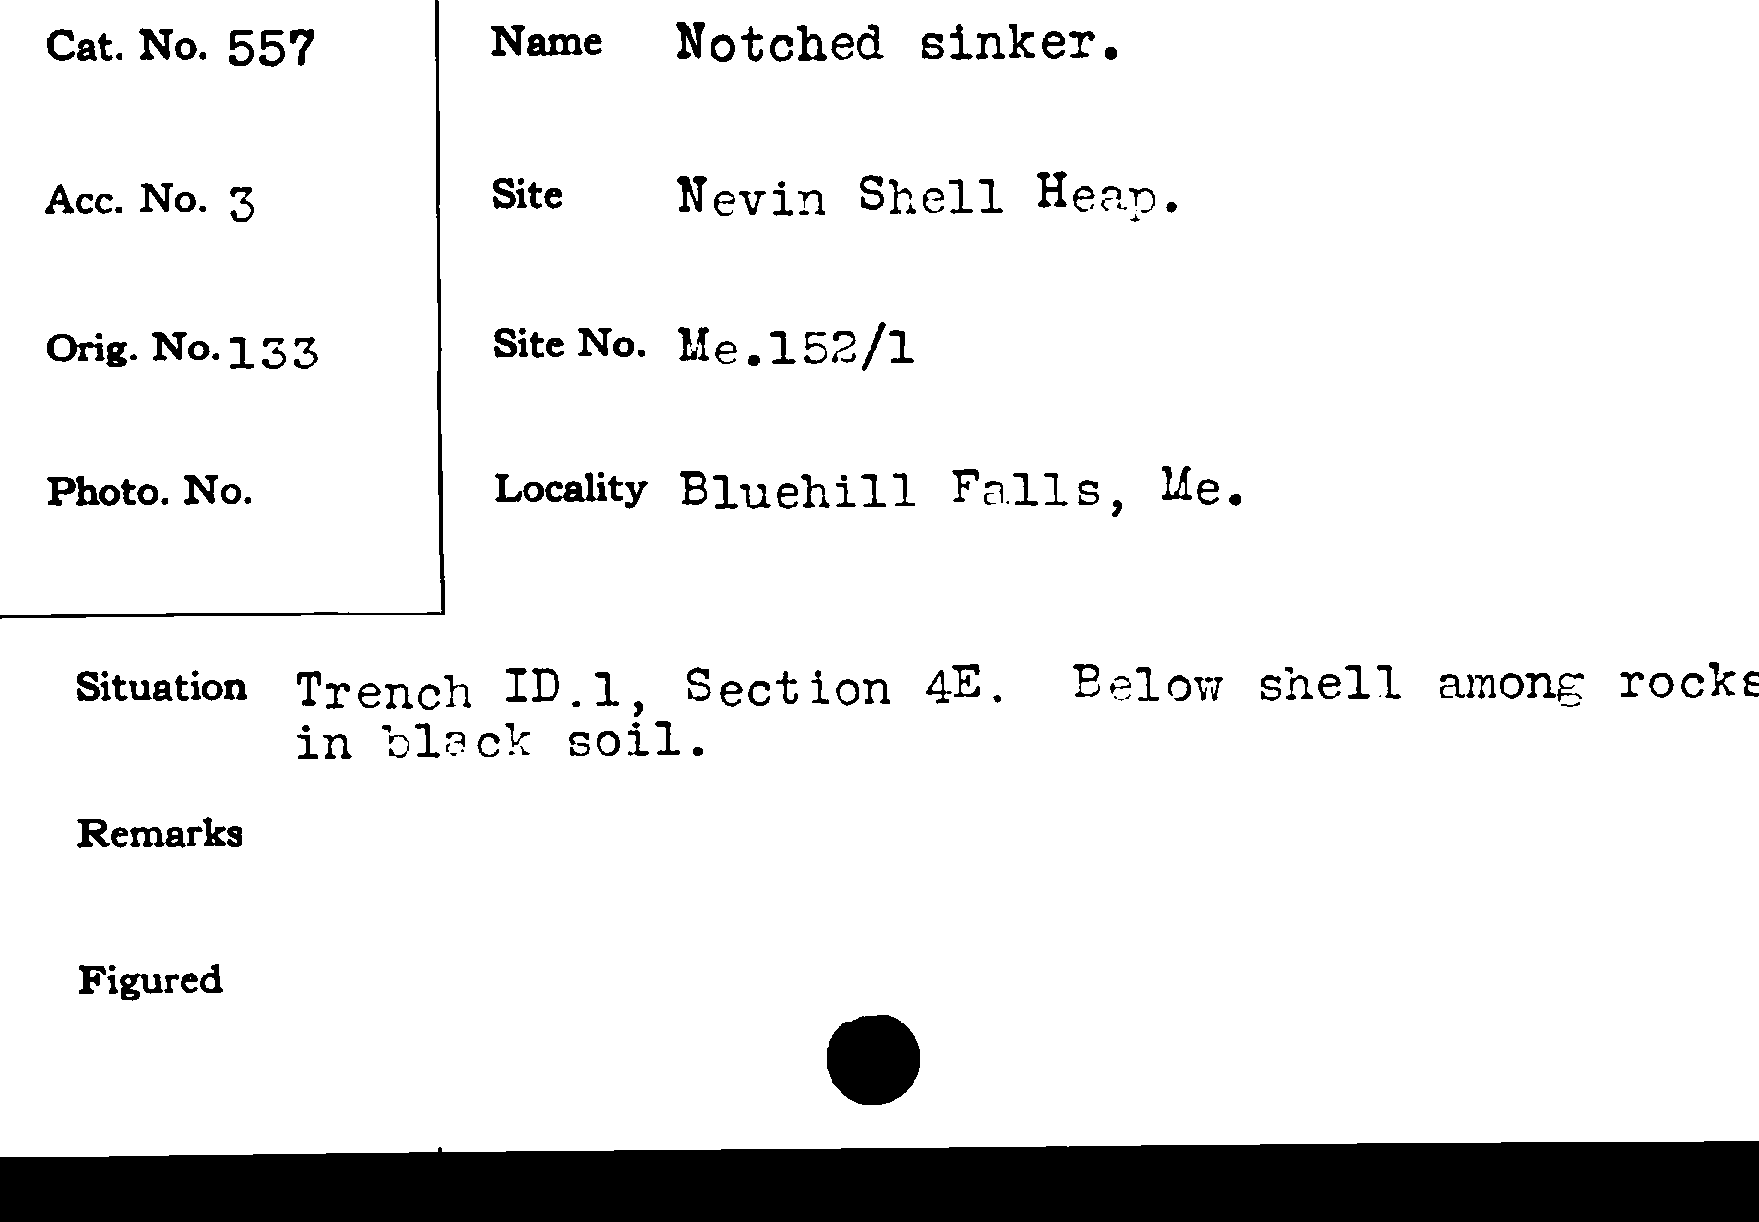 Cat. No. 557
Name Notched sinker.
Acc. No. 3
Site Nevin Shell Heap.
Orig. No. 133
Site No. Me.152/1
Photo. No.
Locality Bluehill Falls, Me.
Situation Trench ID.1, Section 4E. Below shell among rocks
in black soil.
Remarks
Figured